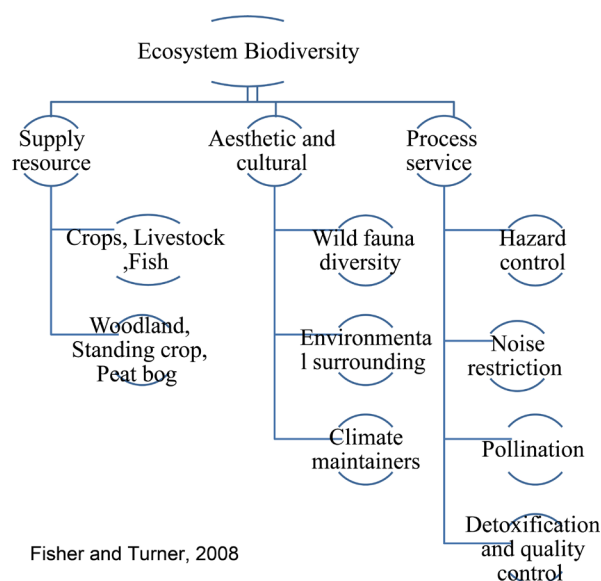 Ecosystem Biodiversity
Supply
resource
Aesthetic and
cultural
Process
service
Crops, Livestock
,Fish
Woodland,
Standing crop,
Peat bog
Wild fauna
diversity
Environmenta
l surrounding
Climate
maintainers
Hazard
control
Noise
restriction
Pollination
Detoxification
and quality
control
Fisher and Turner, 2008